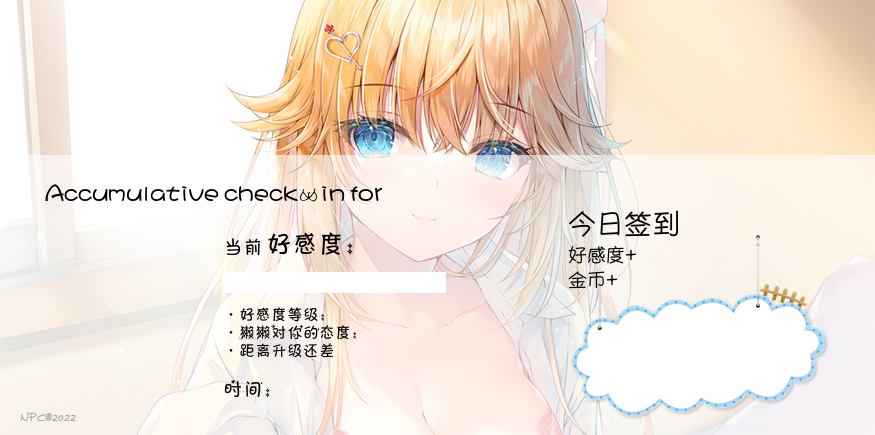 Accumulative check-in for
当前 好感度：
· 好感度等级：
· 獭獭对你的态度：
· 距离升级还差
时间：
今日签到
好感度+
金币+
NPC@2022